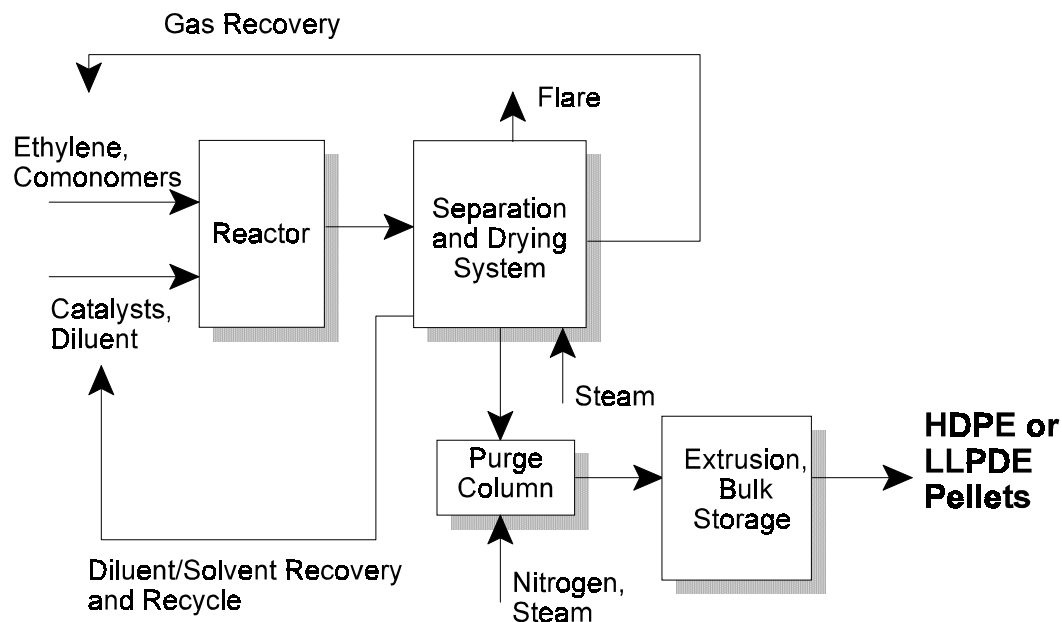 Gas Recovery
Flare
Ethylene,
Comonomers
Reactor
Separation
and Drying
System
Catalysts,
Diluent
Steam
Purge
Column
Extrusion,
Bulk
Storage
HDPE or
LLPDE
Pellets
Diluent/Solvent Recovery
and Recycle
Nitrogen,
Steam